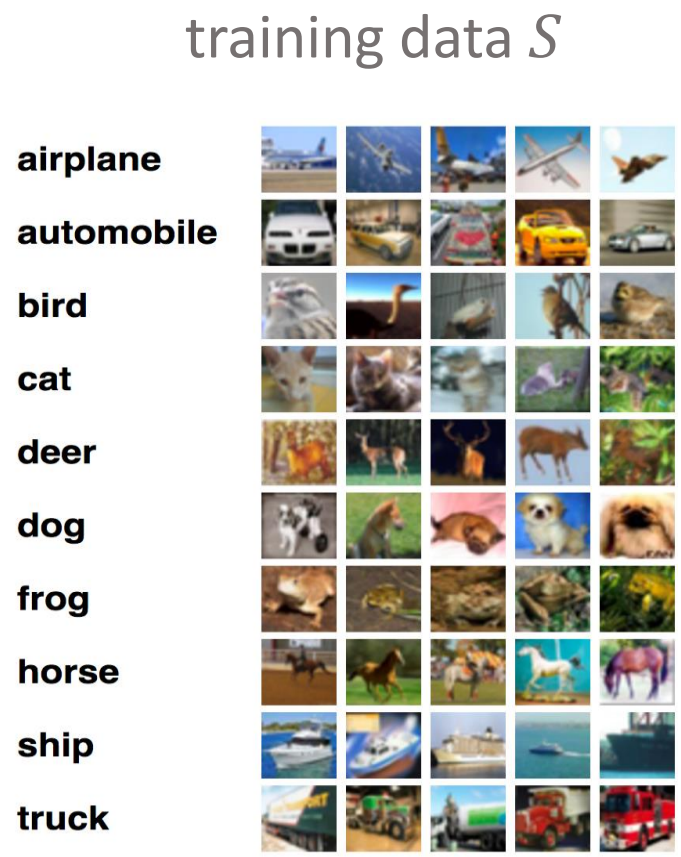 training data S
airplane
automobile
bird
cat
deer
dog
frog
horse
ship
truck